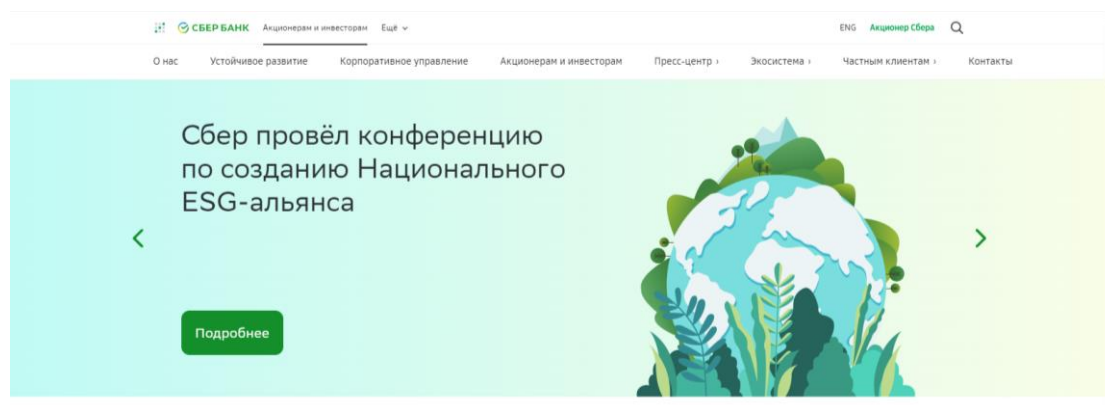 СБЕР БАНК Акционерам и инвесторам Ещё ENG Акционер Сбера
О нас Устойчивое развитие Корпоративное управление Акционерам и инвесторам Пресс-центр Экосистема Частным клиентам Контакты
Сбер провёл конференцию
по созданию Национального
ESG-альянса
Подробнее